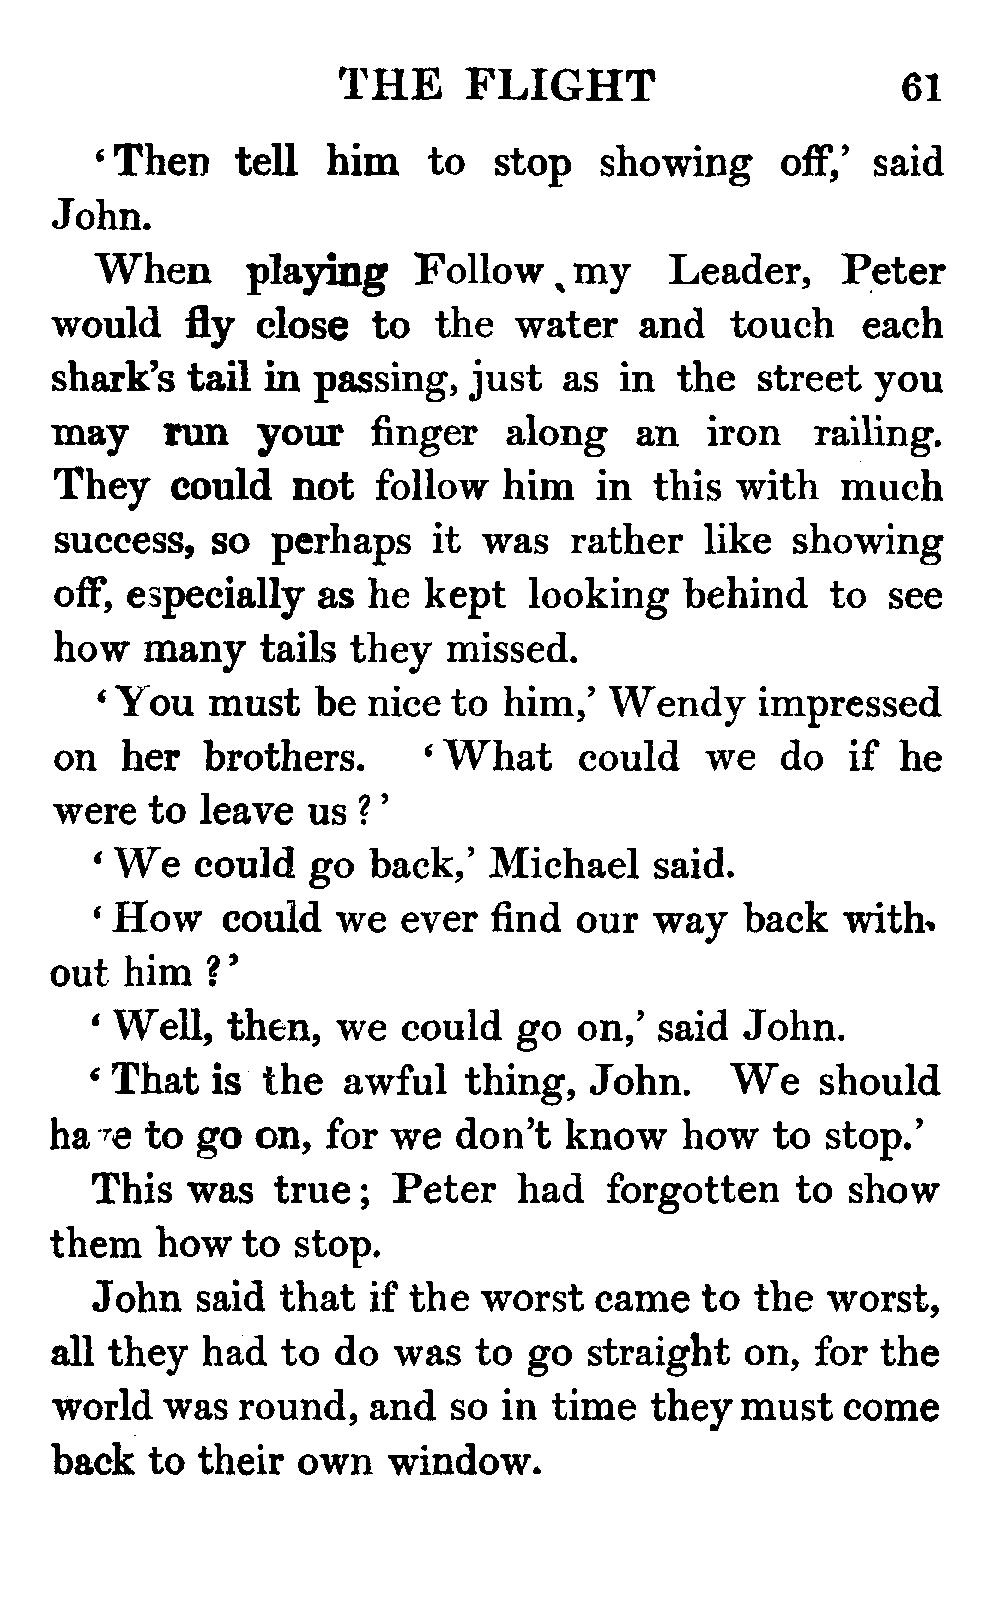 THE FLIGHT 61
‘Then tell him to stop showing off,’ said
John.
When playing Follow my Leader, Peter
would fly close to the water and touch each
shark’s tail in passing, just as in the street you
may run your finger along an iron railing.
They could not follow him in this with much
success, so perhaps it was rather like showing
off, especially as he kept looking behind to see
how many tails they missed.
‘You must be nice to him,’ Wendy impressed
on her brothers. ‘What could we do if he
were to leave us?’
‘We could go back,’ Michael said.
‘How could we ever find our way back with-
out him?’
‘Well, then, we could go on,’ said John.
‘That is the awful thing, John. We should
have to go on, for we don’t know how to stop.’
This was true; Peter had forgotten to show
them how to stop.
John said that if the worst came to the worst,
all they had to do was to go straight on, for the
world was round, and so in time they must come
back to their own window.